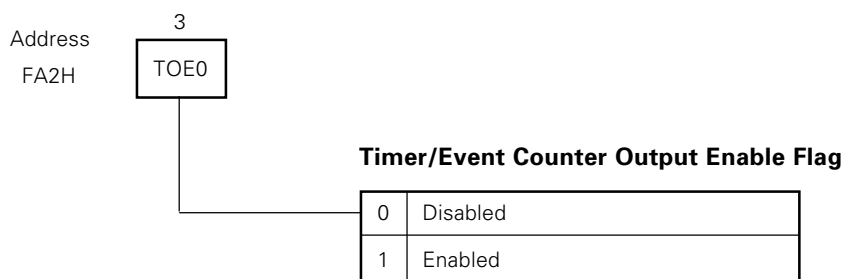 3
Address
FA2H
TOE0
Timer/Event Counter Output Enable Flag
0 Disabled
1 Enabled